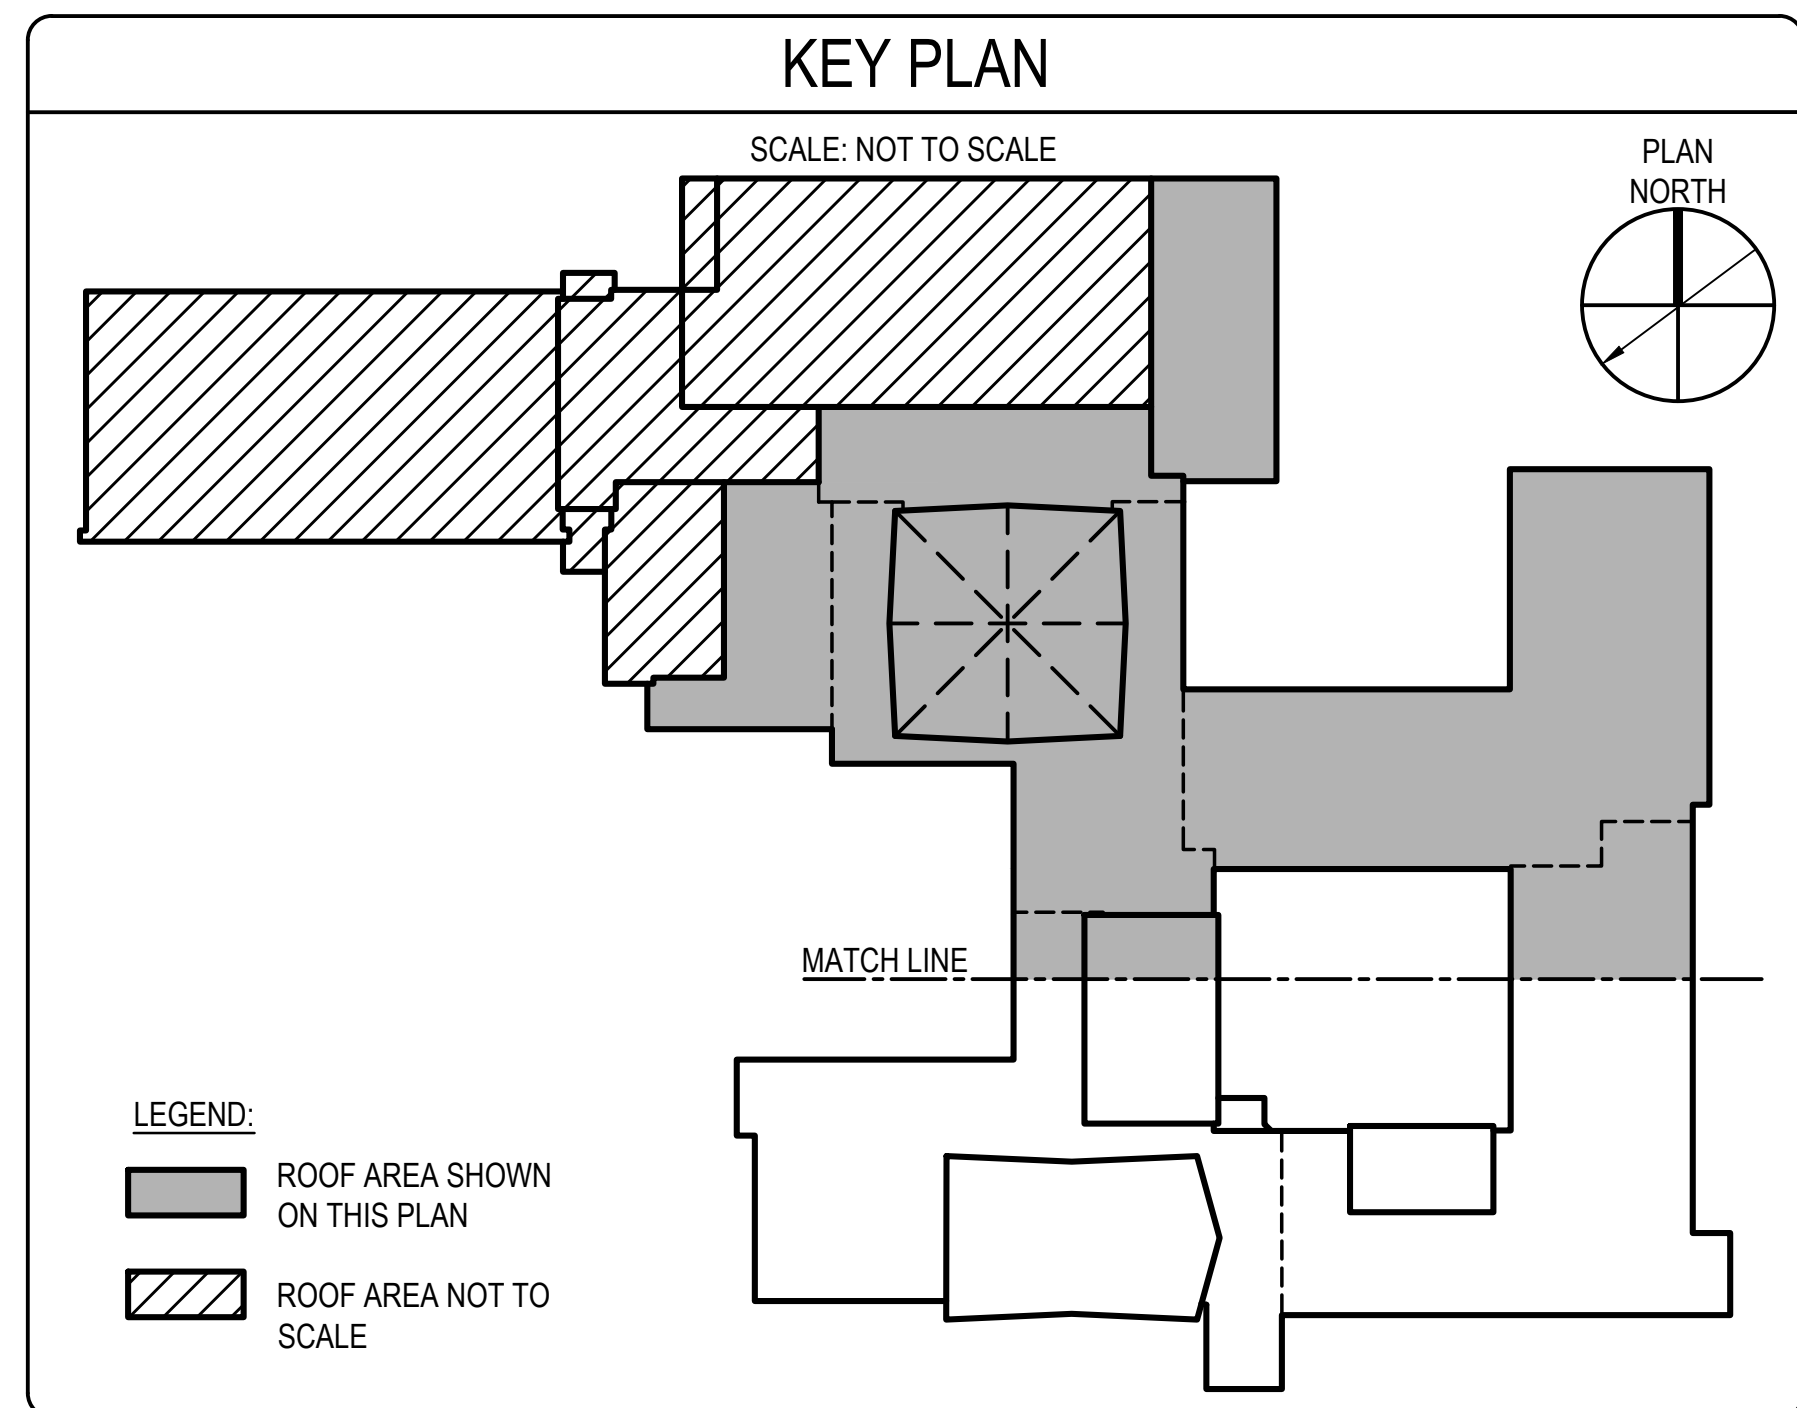 KEY PLAN
SCALE: NOT TO SCALE
PLAN
NORTH
MATCH LINE
LEGEND:
ROOF AREA SHOWN
ON THIS PLAN
ROOF AREA NOT TO
SCALE